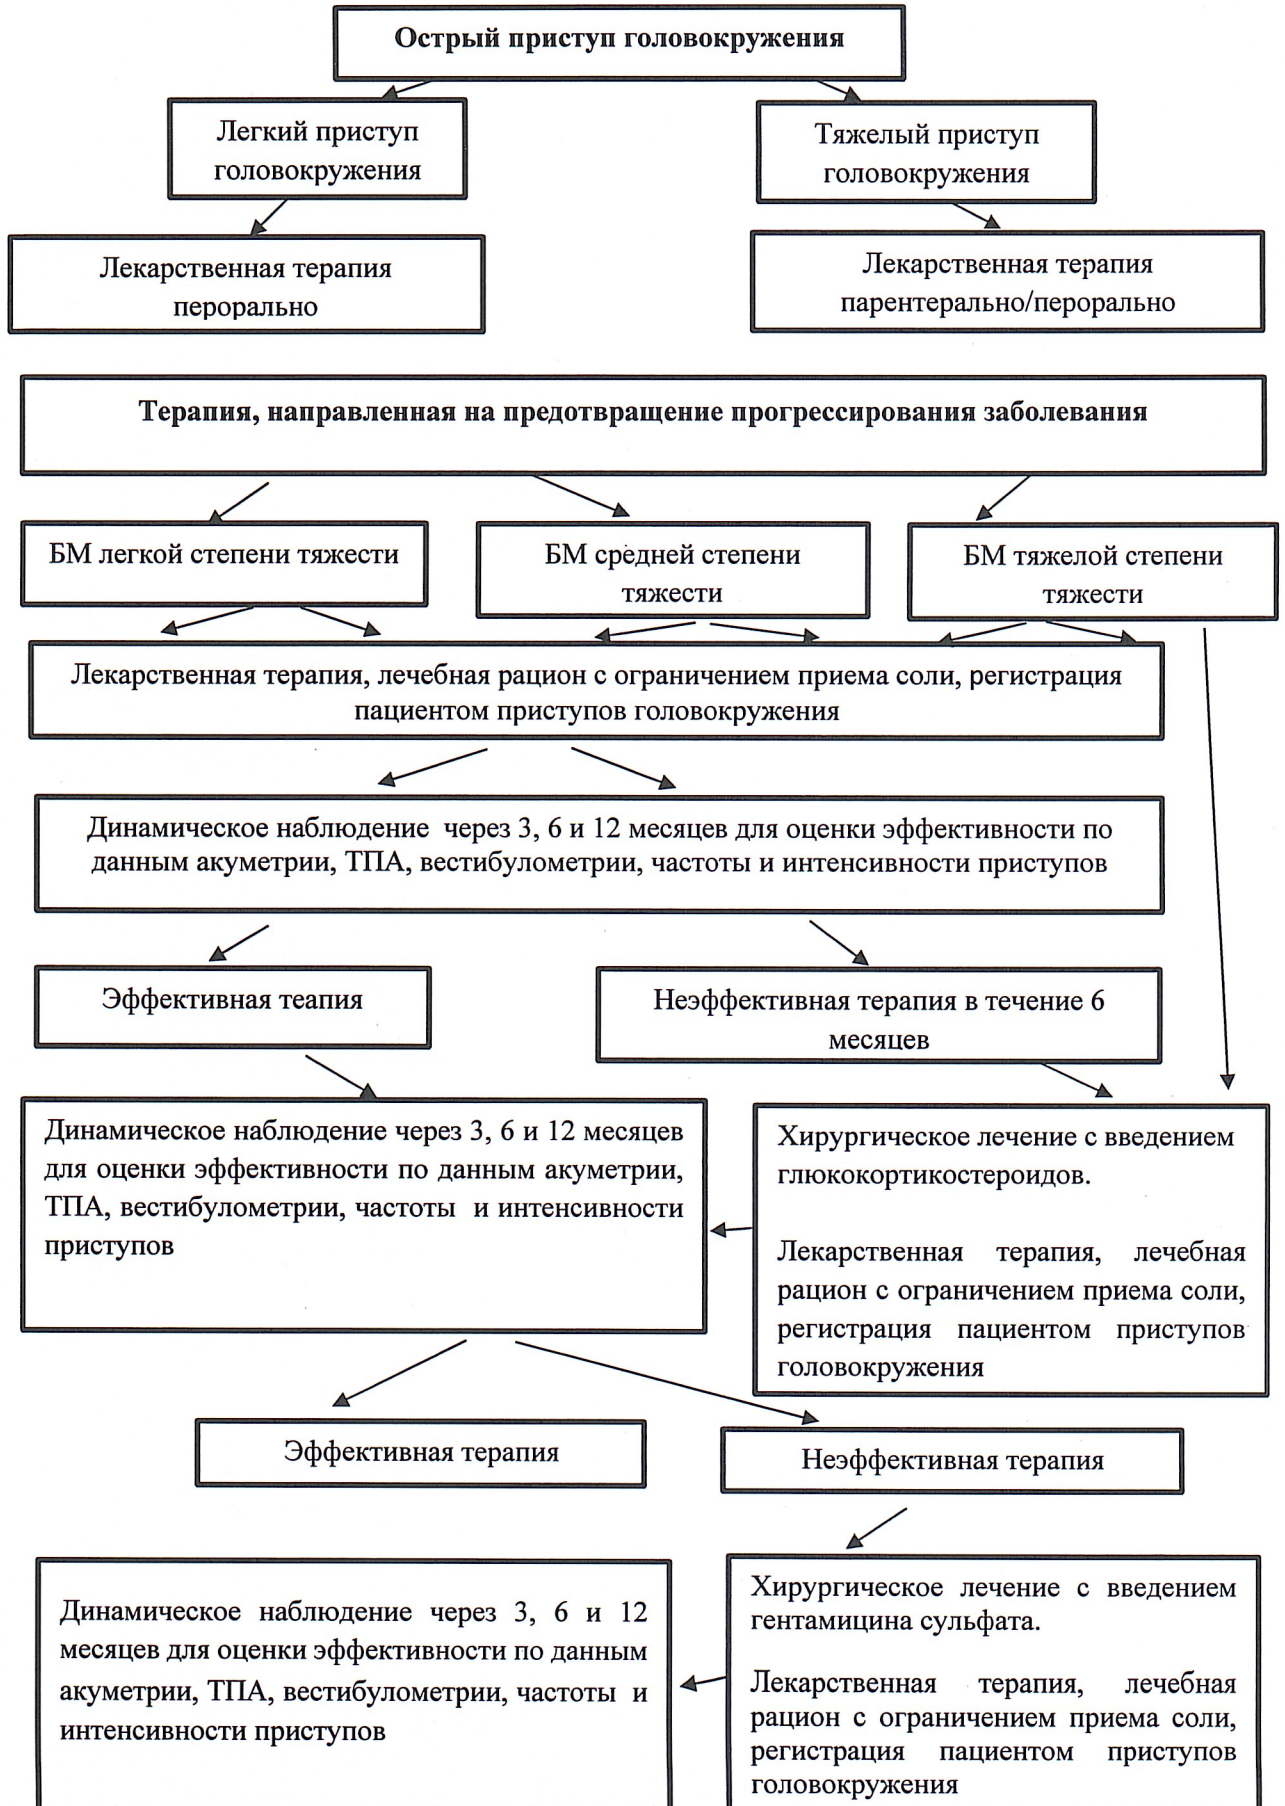 Острый приступ головокружения
Легкий приступ
головокружения
Тяжелый приступ
головокружения
Лекарственная терапия
перорально
Лекарственная терапия
парентерально/перорально
Терапия, направленная на предотвращение прогрессирования заболевания
БМ легкой степени тяжести
БМ средней степени
тяжести
БМ тяжелой степени
тяжести
Лекарственная терапия, лечебная рацион с ограничением приема соли, регистрация
пациентом приступов головокружения
Динамическое наблюдение через 3, 6 и 12 месяцев для оценки эффективности по
данным акуметрии, ТПА, вестибулометрии, частоты и интенсивности приступов
Эффективная теапия
Неэффективная терапия в течение 6
месяцев
Динамическое наблюдение через 3, 6 и 12 месяцев
для оценки эффективности по данным акуметрии,
ТПА, вестибулометрии, частоты и интенсивности
приступов
Хирургическое лечение с введением
глюкокортикостероидов.
Лекарственная терапия, лечебная
рацион с ограничением приема соли,
регистрация пациентом приступов
головокружения
Эффективная терапия
Неэффективная терапия
Динамическое наблюдение через 3, 6 и 12
месяцев для оценки эффективности по данным
акуметрии, ТПА, вестибулометрии, частоты и
интенсивности приступов
Хирургическое лечение с введением
гентамицина сульфата.
Лекарственная терапия, лечебная
рацион с ограничением приема соли,
регистрация пациентом приступов
головокружения